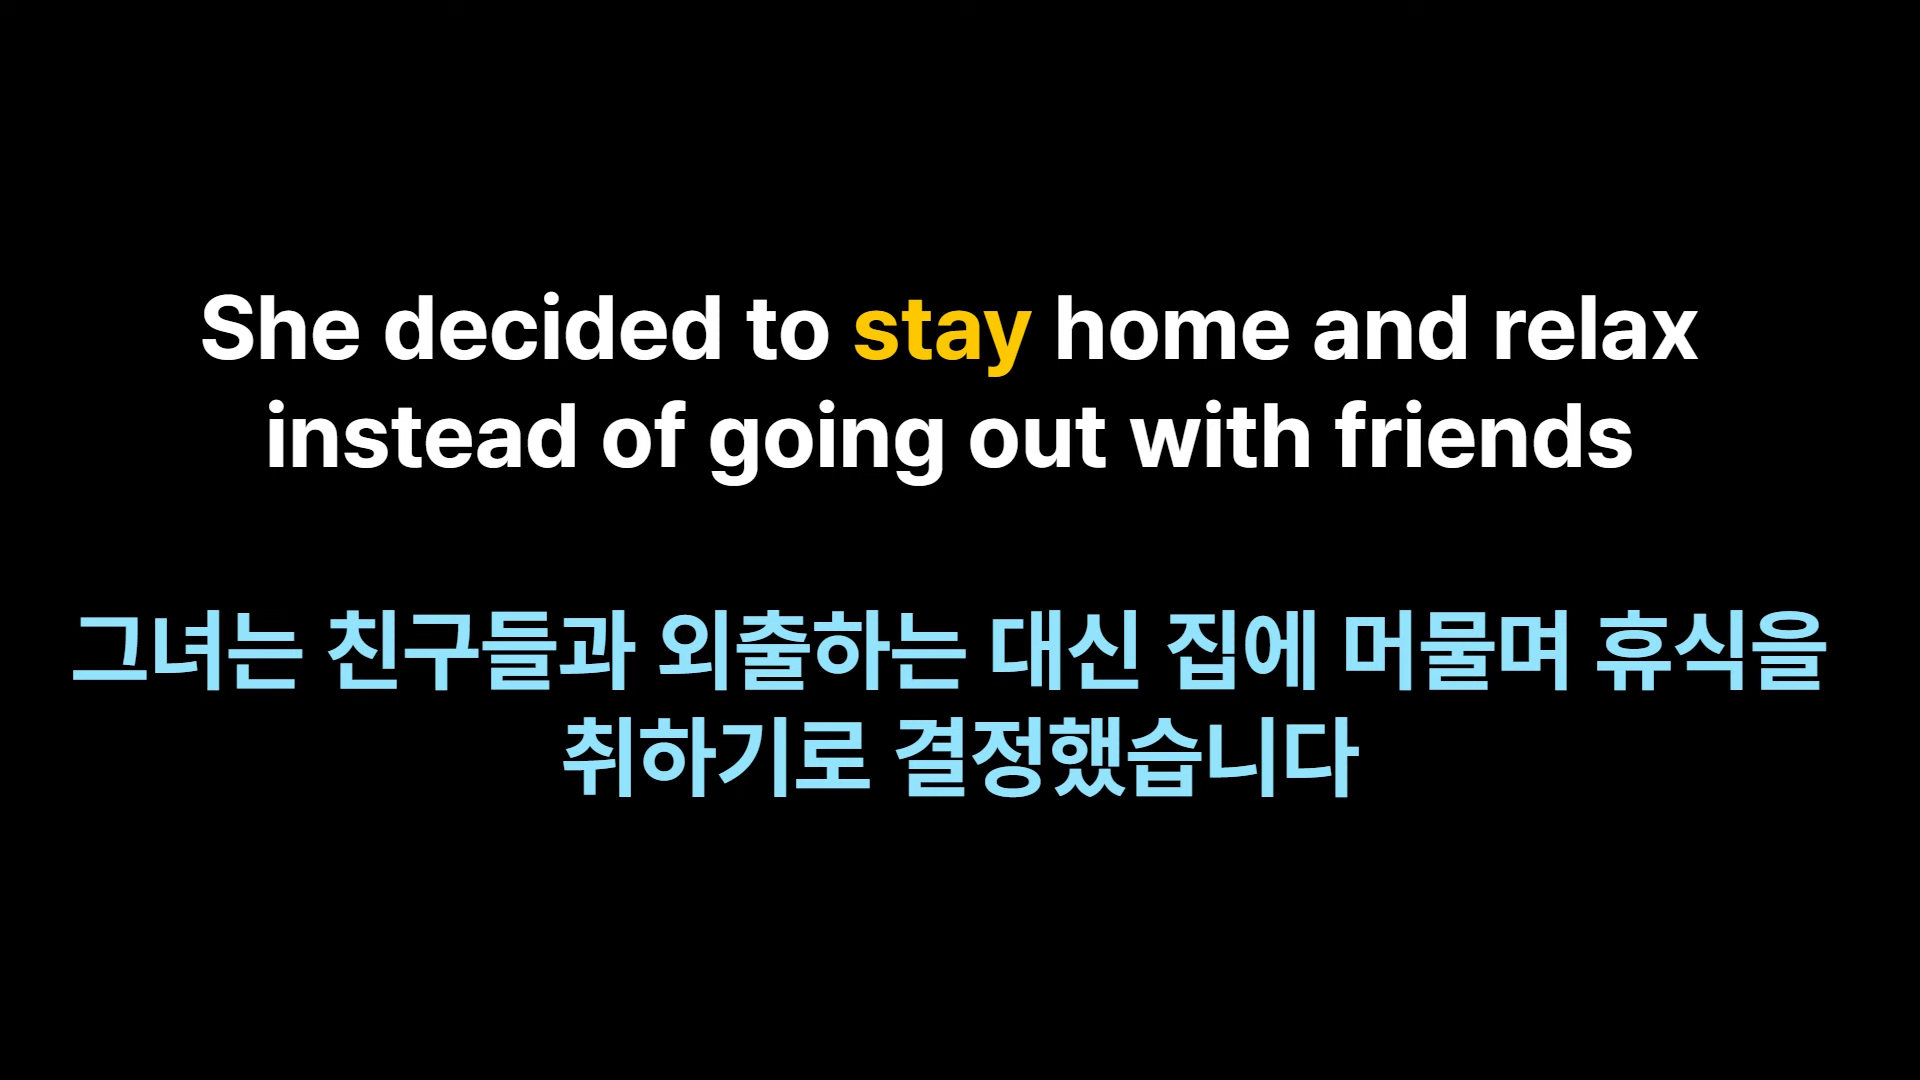 She decided to stay home and relax
instead of going out with friends
그녀는 친구들과 외출하는 대신 집에 머물며 휴식을
취하기로 결정했습니다